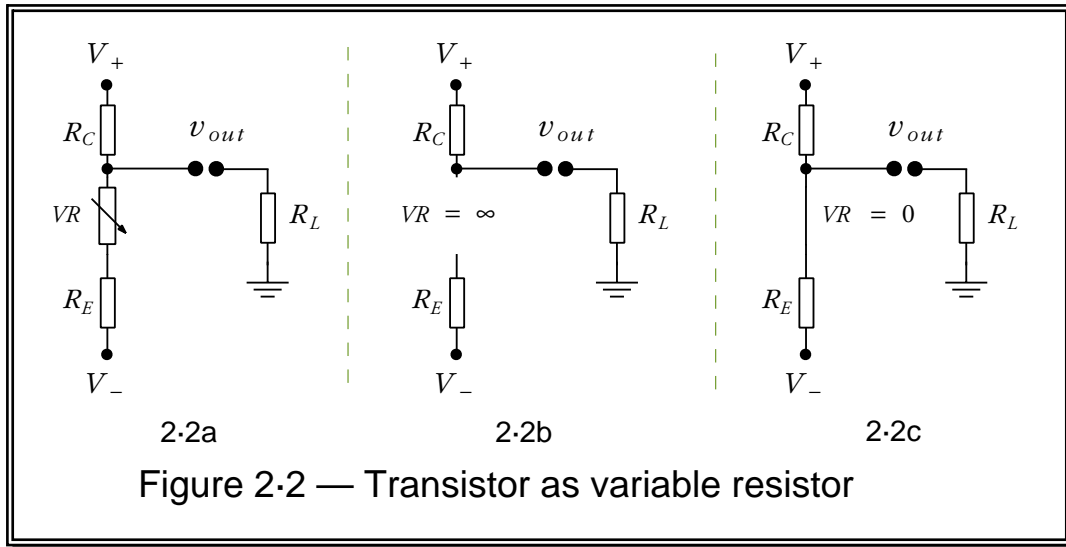 V+ V+ V+
RC vout RC vout RC vout
VR RL VR = ∞ RL VR = 0 RL
RE RE RE
V− V− V−
2·2a 2·2b 2·2c
Figure 2·2 — Transistor as variable resistor